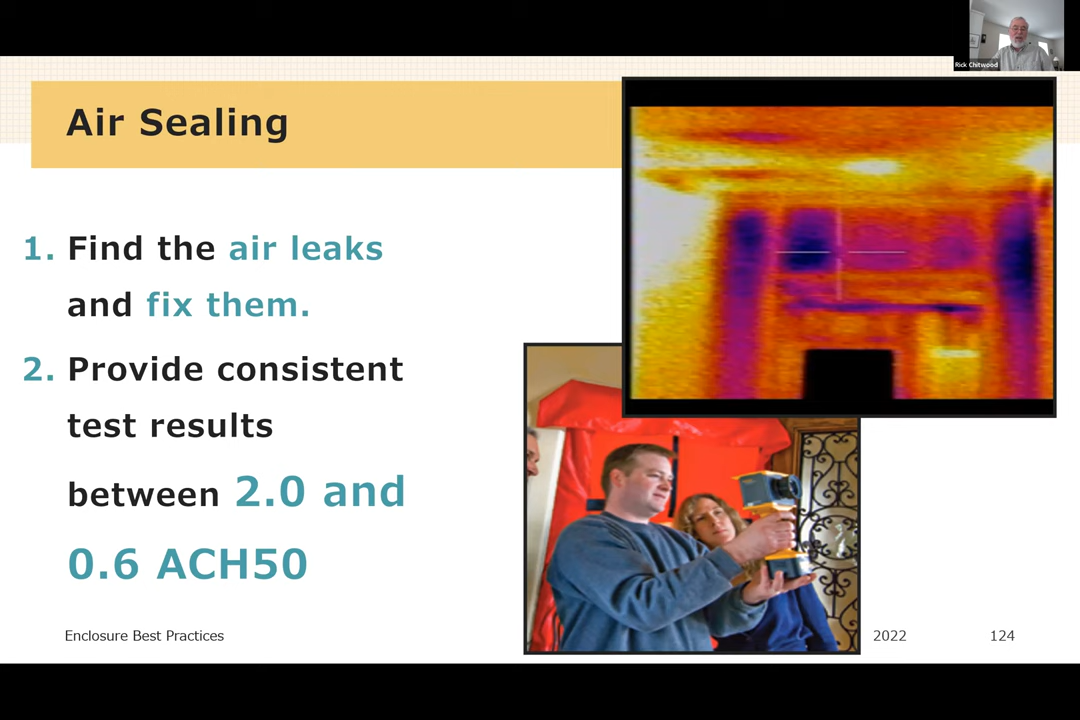 Rick Chitwood
Air Sealing
1. Find the air leaks
and fix them.
2. Provide consistent
test results
between 2.0 and
0.6 ACH50
Enclosure Best Practices
2022
124